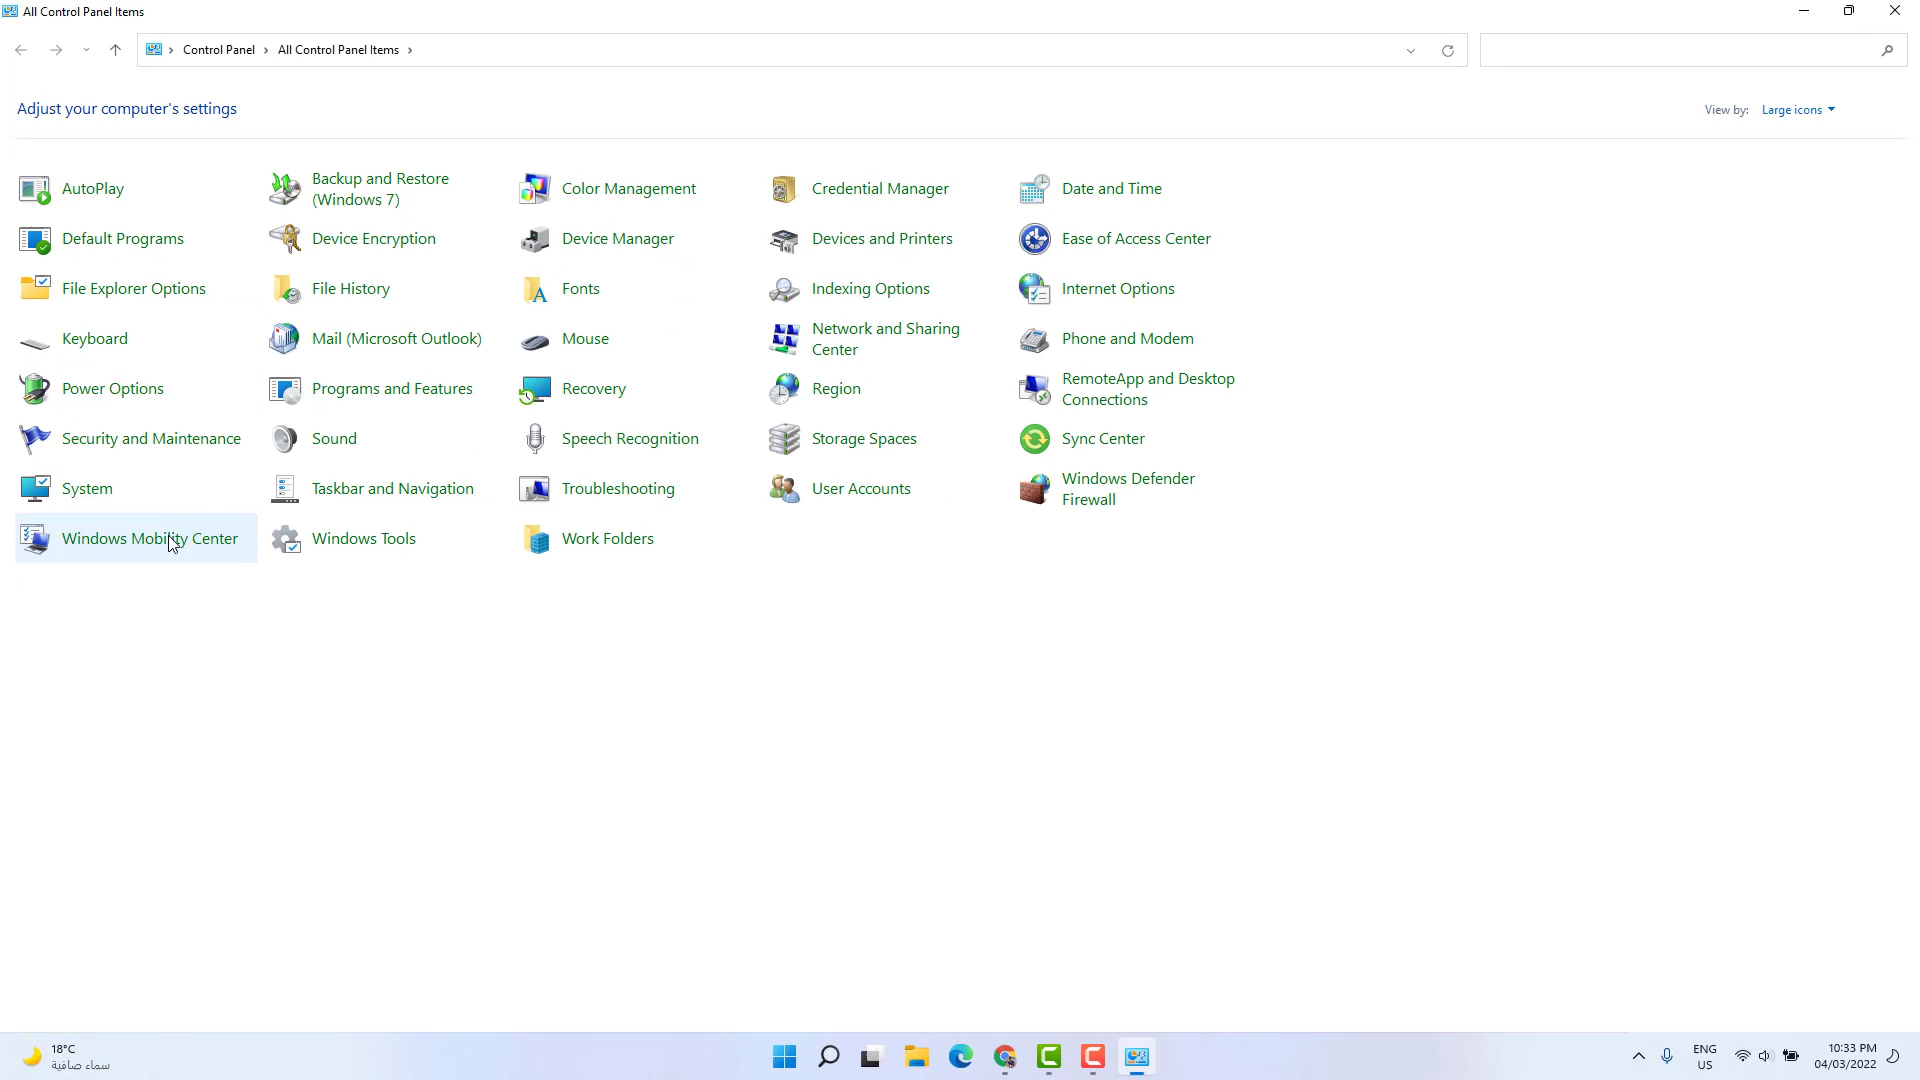 All Control Panel Items
Control Panel
All Control Panel Items
Adjust your computer's settings
View by:
Large icons
AutoPlay
Backup and Restore
(Windows 7)
Color Management
Credential Manager
Date and Time
Default Programs
Device Encryption
Device Manager
Devices and Printers
Ease of Access Center
File Explorer Options
File History
Fonts
Indexing Options
Internet Options
Keyboard
Mail (Microsoft Outlook)
Mouse
Network and Sharing
Center
Phone and Modem
Power Options
Programs and Features
Recovery
Region
RemoteApp and Desktop
Connections
Security and Maintenance
Sound
Speech Recognition
Storage Spaces
Sync Center
System
Taskbar and Navigation
Troubleshooting
User Accounts
Windows Defender
Firewall
Windows Mobility Center
Windows Tools
Work Folders
18°C
سماء صافية
ENG
US
10:33 PM
04/03/2022